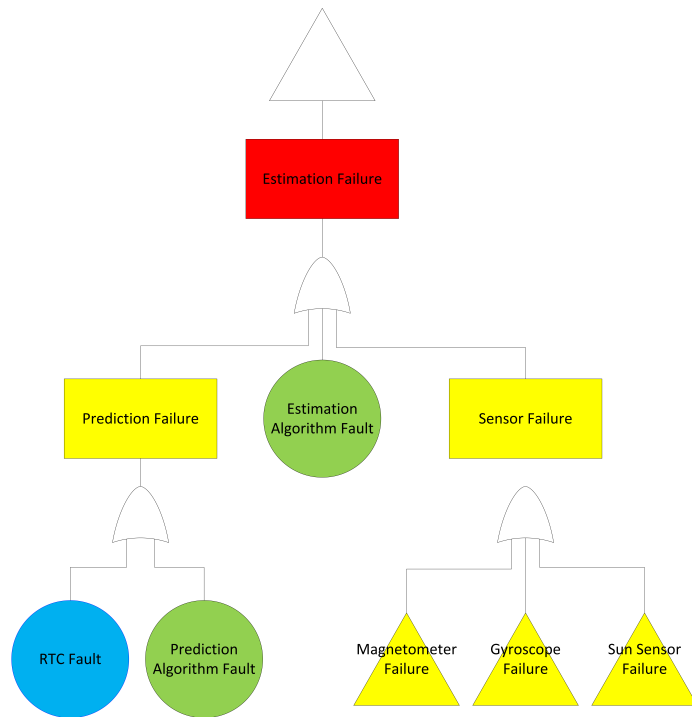 Estimation Failure
Prediction Failure
Estimation
Algorithm Fault
Sensor Failure
RTC Fault
Prediction
Algorithm Fault
Magnetometer
Failure
Gyroscope
Failure
Sun Sensor
Failure